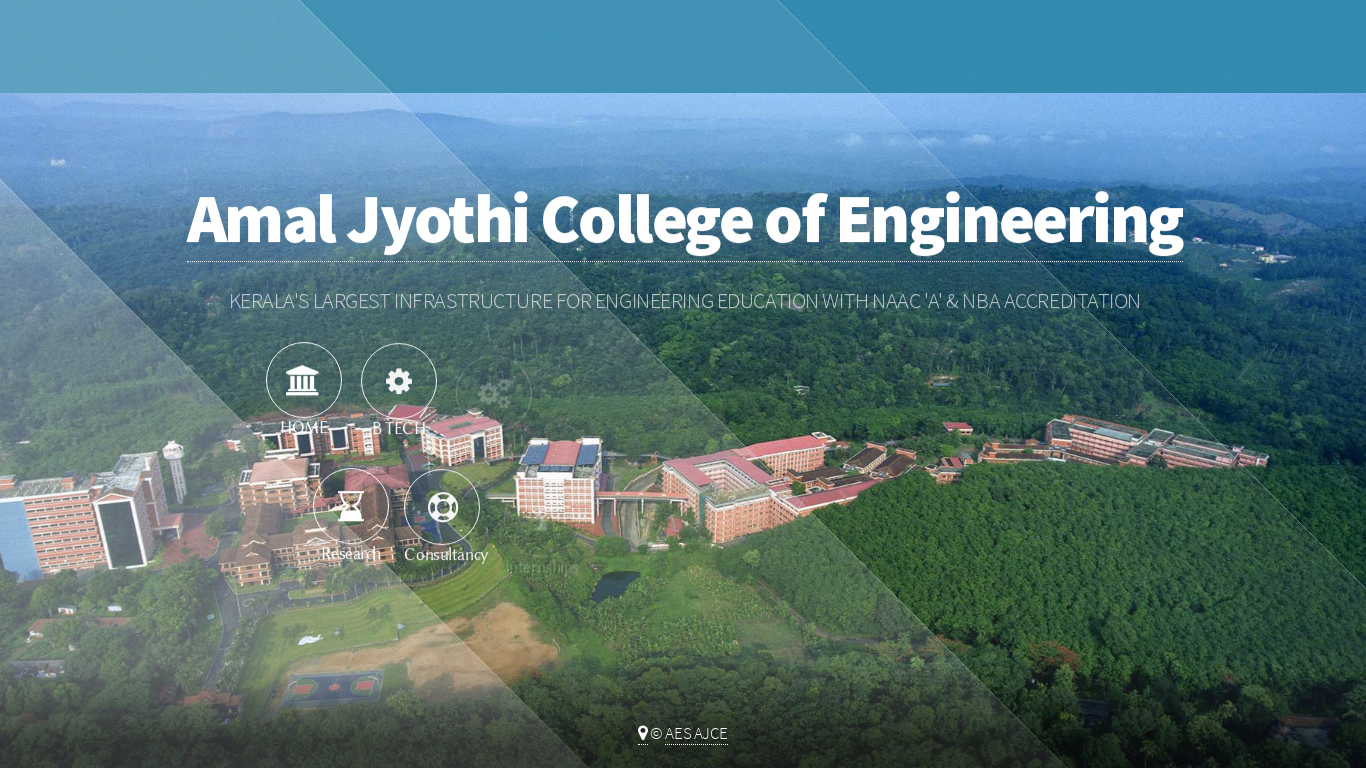 Amal Jyothi College of Engineering
KERALA'S LARGEST INFRASTRUCTURE FOR ENGINEERING EDUCATION WITH NAAC 'A' & NBA ACCREDITATION
HOME B TECH
Research Consultancy Internships
© AES AJCE